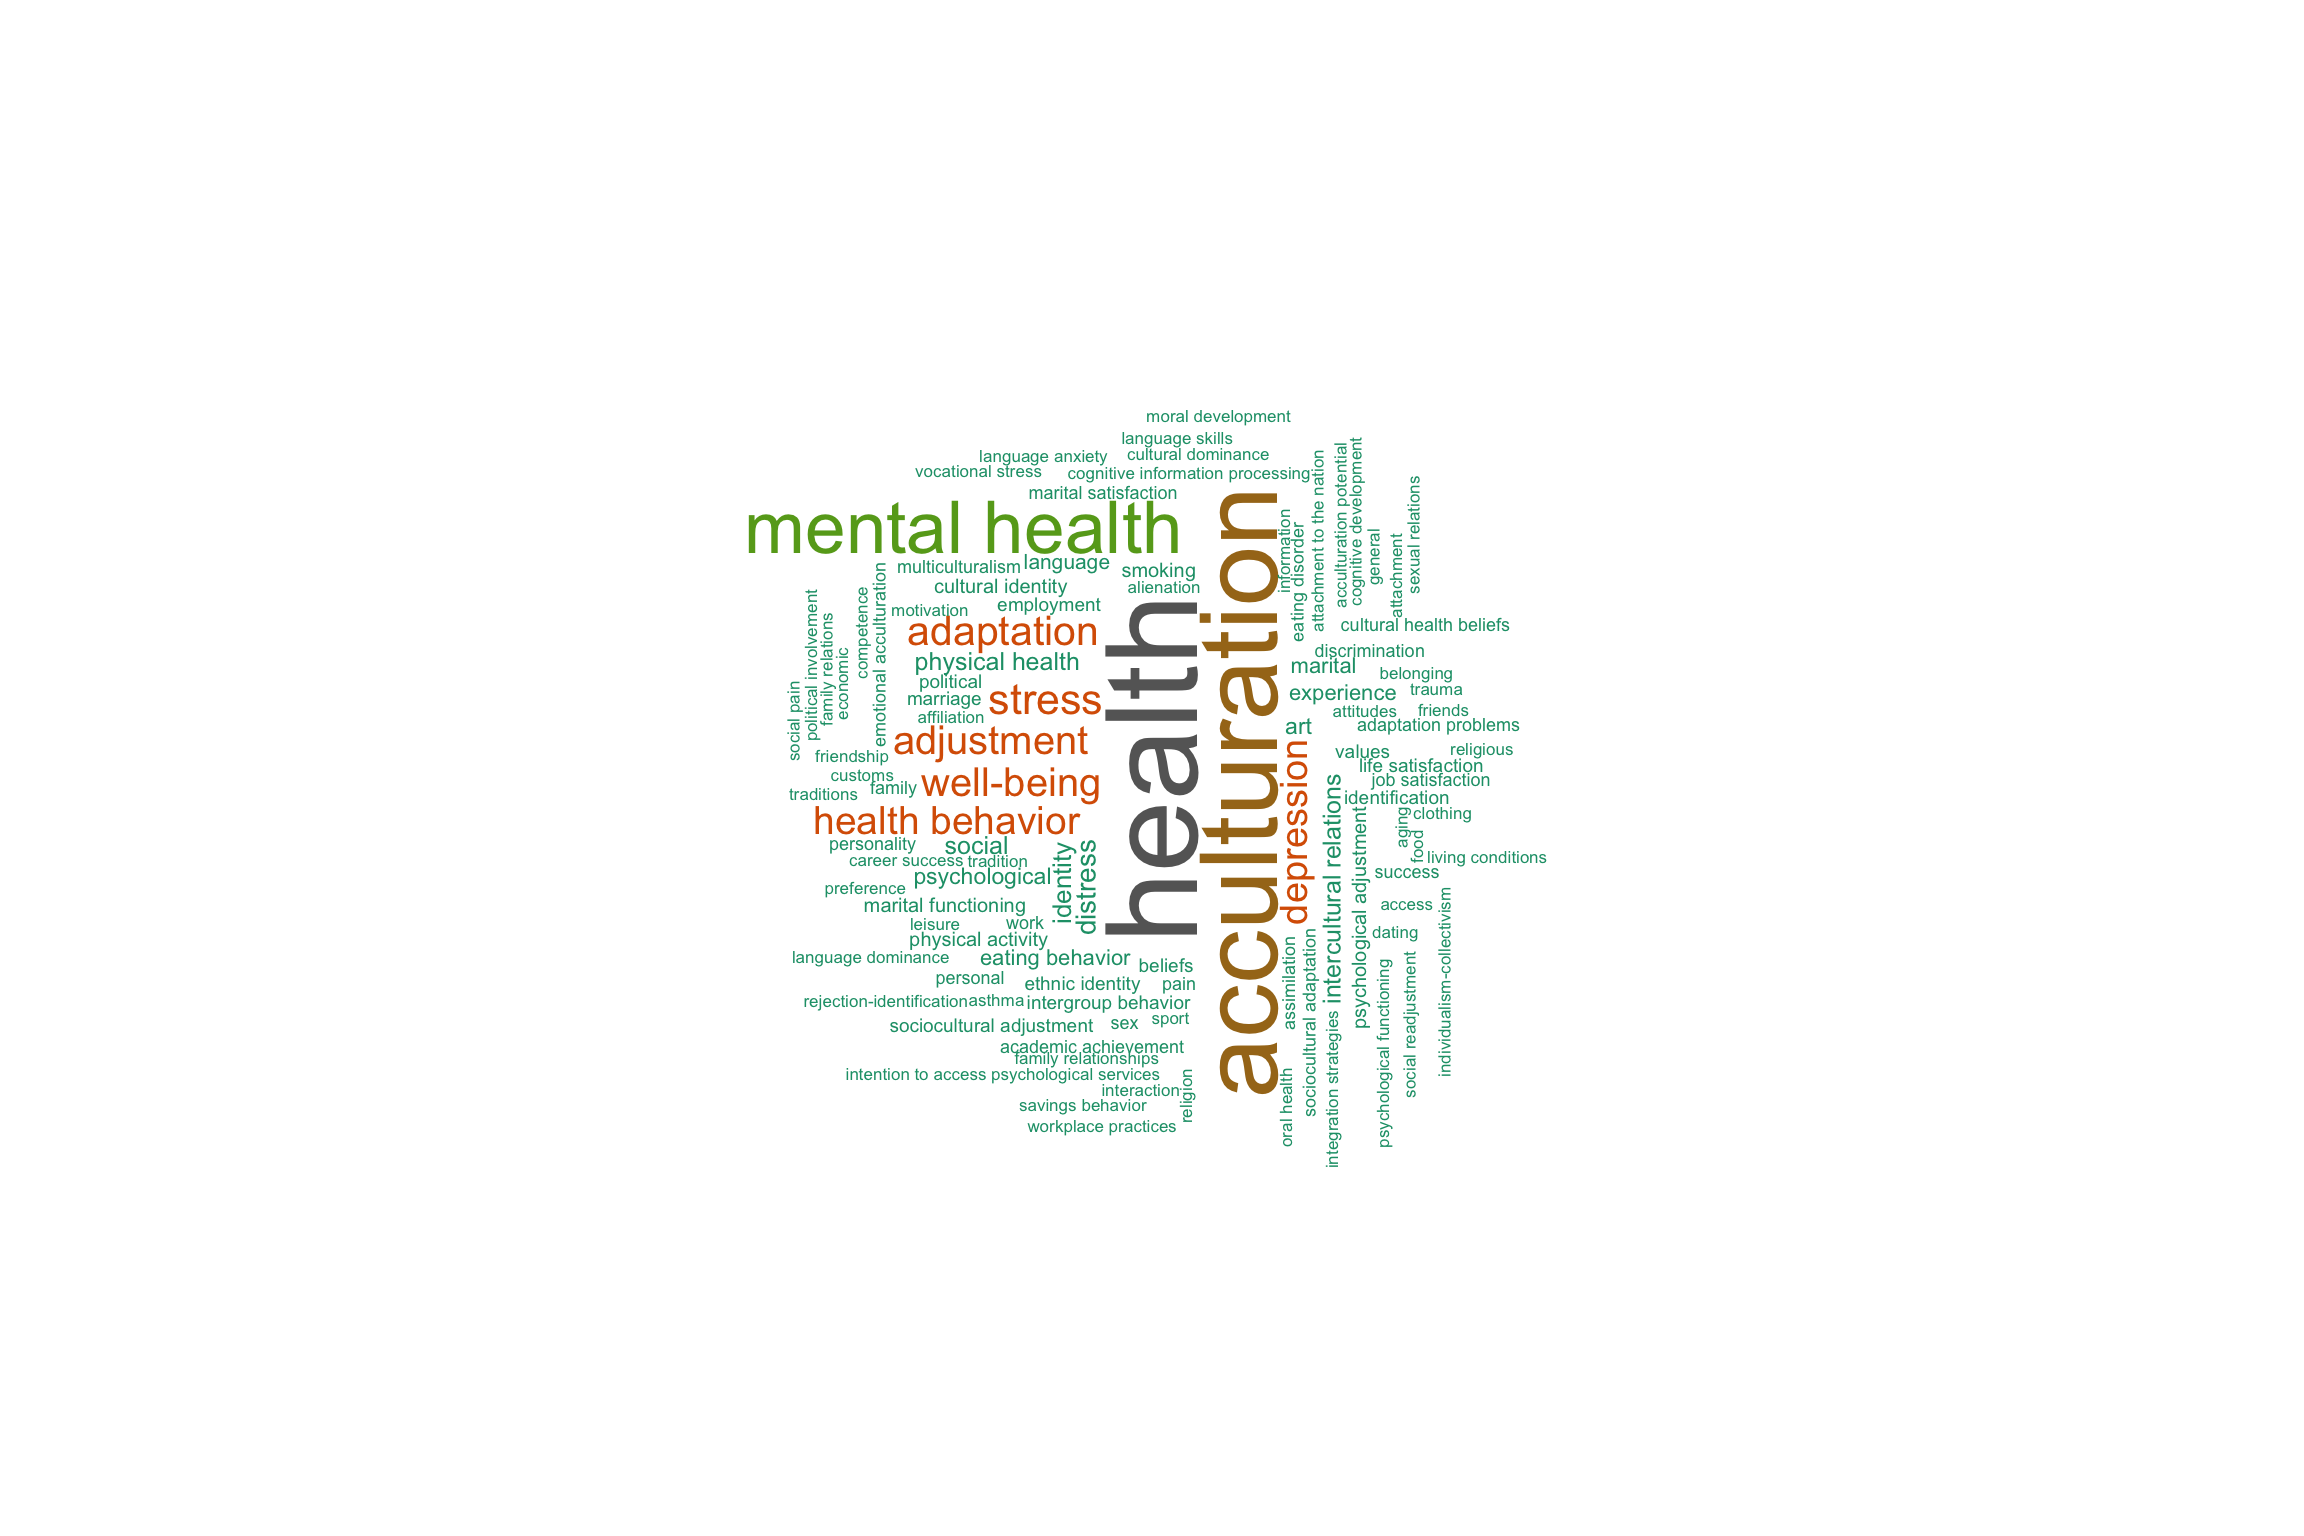 moral development
language skills
language anxiety
cultural dominance
vocational stress
cognitive information processing
marital satisfaction
mental health
health
acculturation
information
eating disorder
attachment to the nation
acculturation potential
cognitive development
general
attachment
sexual relations
multiculturalism
language
smoking
cultural identity
alienation
motivation
employment
adaptation
physical health
political
marriage
stress
affiliation
adjustment
social pain
political involvement
family relations
economic
competence
emotional acculturation
friendship
customs
family
traditions
well-being
health behavior
personality
social
career success
tradition
psychological
identity
distress
preference
marital functioning
leisure
work
physical activity
language dominance
eating behavior
beliefs
personal
ethnic identity
pain
rejection-identification
asthma
intergroup behavior
sociocultural adjustment
sex
sport
academic achievement
family relationships
intention to access psychological services
interaction
savings behavior
religion
workplace practices
cultural health beliefs
discrimination
marital
belonging
experience
trauma
attitudes
friends
art
adaptation problems
values
religious
life satisfaction
job satisfaction
identification
depression
intercultural relations
psychological adjustment
aging
clothing
food
living conditions
success
access
dating
individualism-collectivism
assimilation
sociocultural adaptation
integration strategies
psychological functioning
social readjustment
oral health